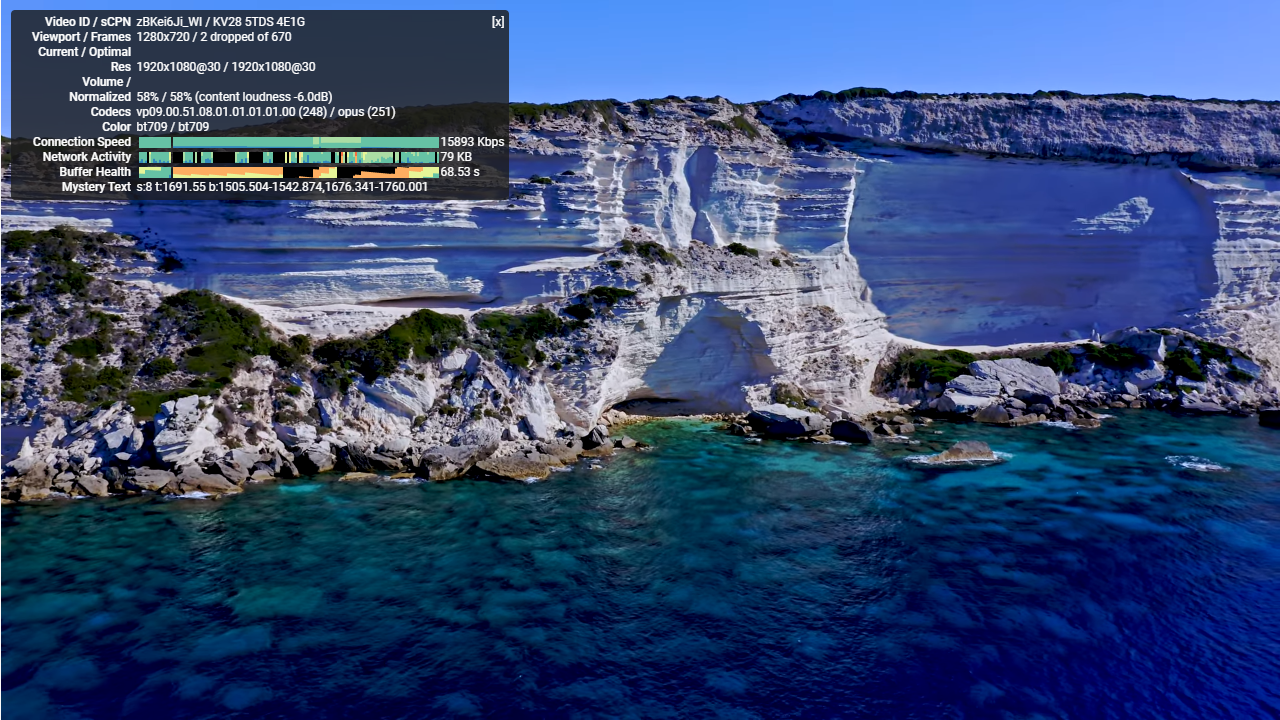 Video ID / sCPN zBKei6Ji_WI / KV28 5TDS 4E1G [x]
Viewport / Frames 1280x720 / 2 dropped of 670
Current / Optimal
Res 1920x1080@30 / 1920x1080@30
Volume /
Normalized 58% / 58% (content loudness -6.0dB)
Codecs vp09.00.51.08.01.01.01.01.00 (248) / opus (251)
Color bt709 / bt709
Connection Speed 15893 Kbps
Network Activity 79 KB
Buffer Health 68.53 s
Mystery Text s:8 t:1691.55 b:1505.504-1542.874,1676.341-1760.001